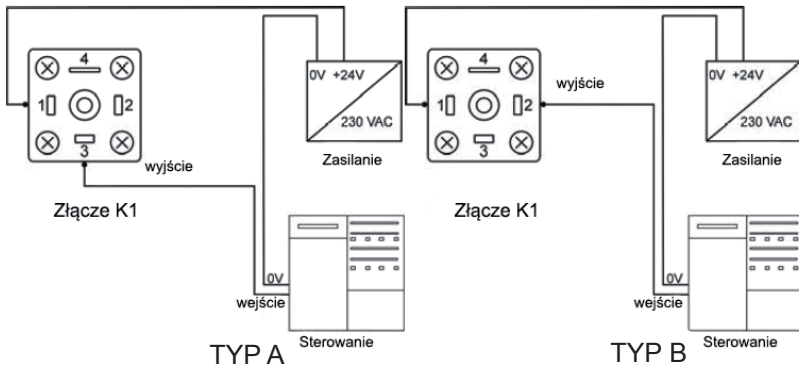 4
1
2
3
wyjście
Złącze K1
0V +24V
230 VAC
Zasilanie
0V
wejście
Sterowanie
TYP A
4
1
2
3
wyjście
Złącze K1
0V +24V
230 VAC
Zasilanie
0V
wejście
Sterowanie
TYP B